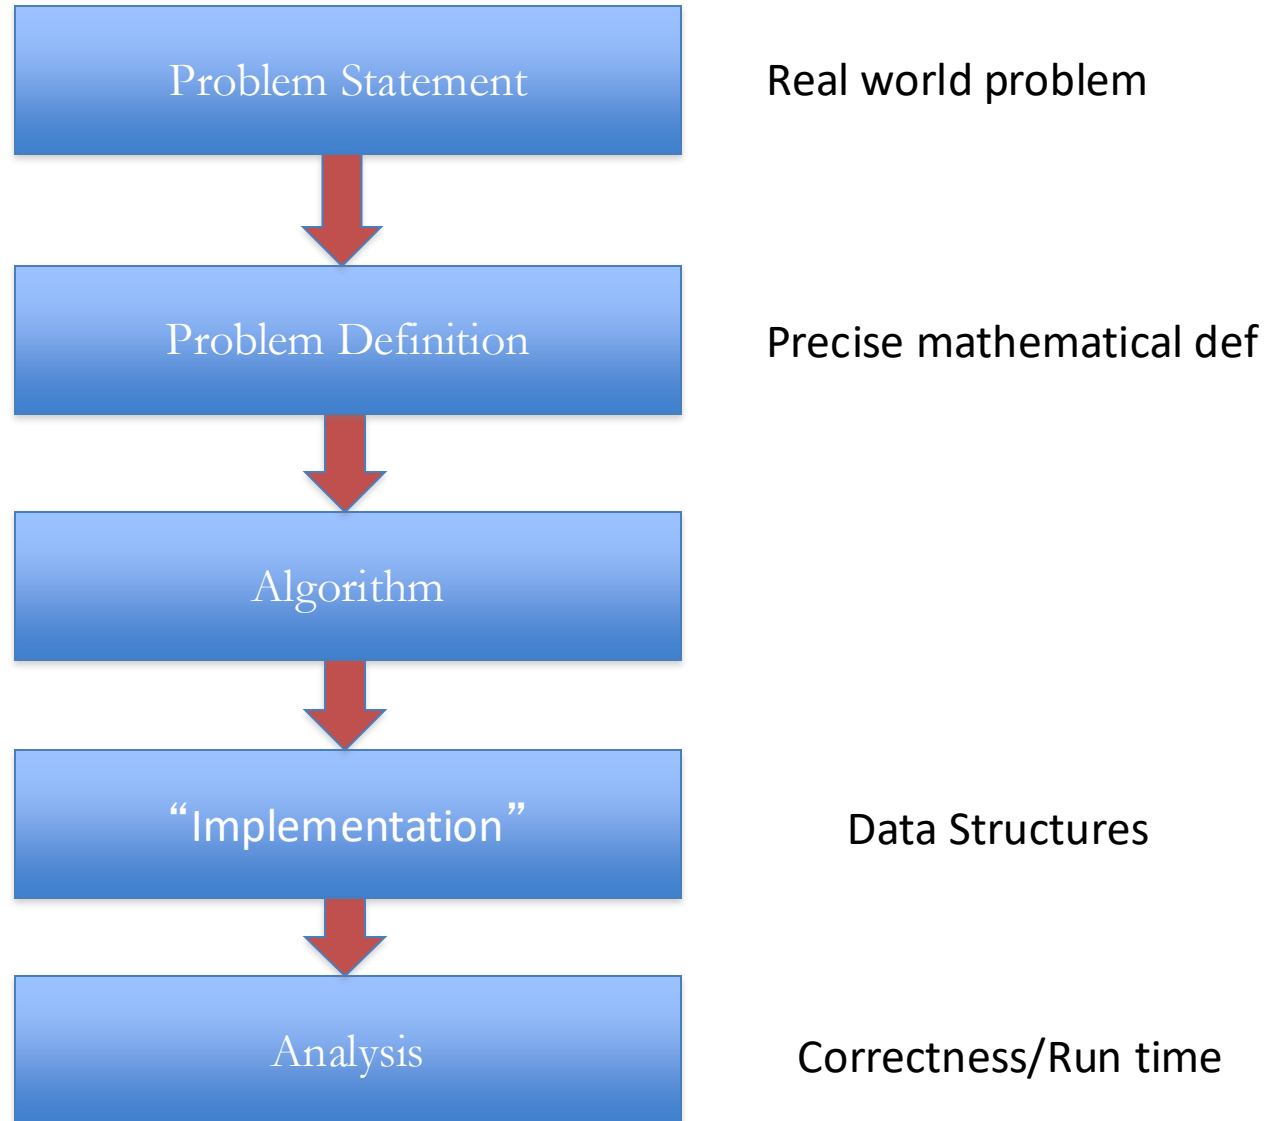 Problem Statement
Real world problem
Problem Definition
Precise mathematical def
Algorithm
“Implementation”
Data Structures
Analysis
Correctness/Run time